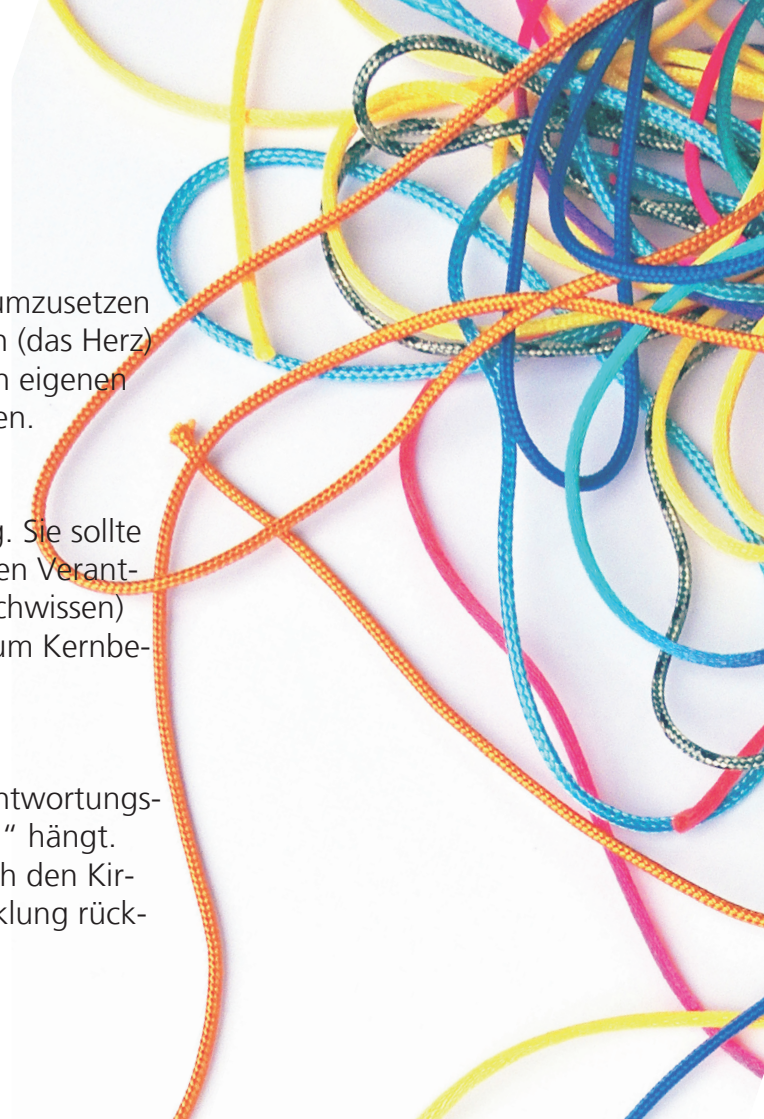 umzusetzen
n (das Herz)
n eigenen
en.
g. Sie sollte
en Verant-
chwissen)
um Kernbe-
ntwortungs-
“ hängt.
h den Kir-
klung rück-